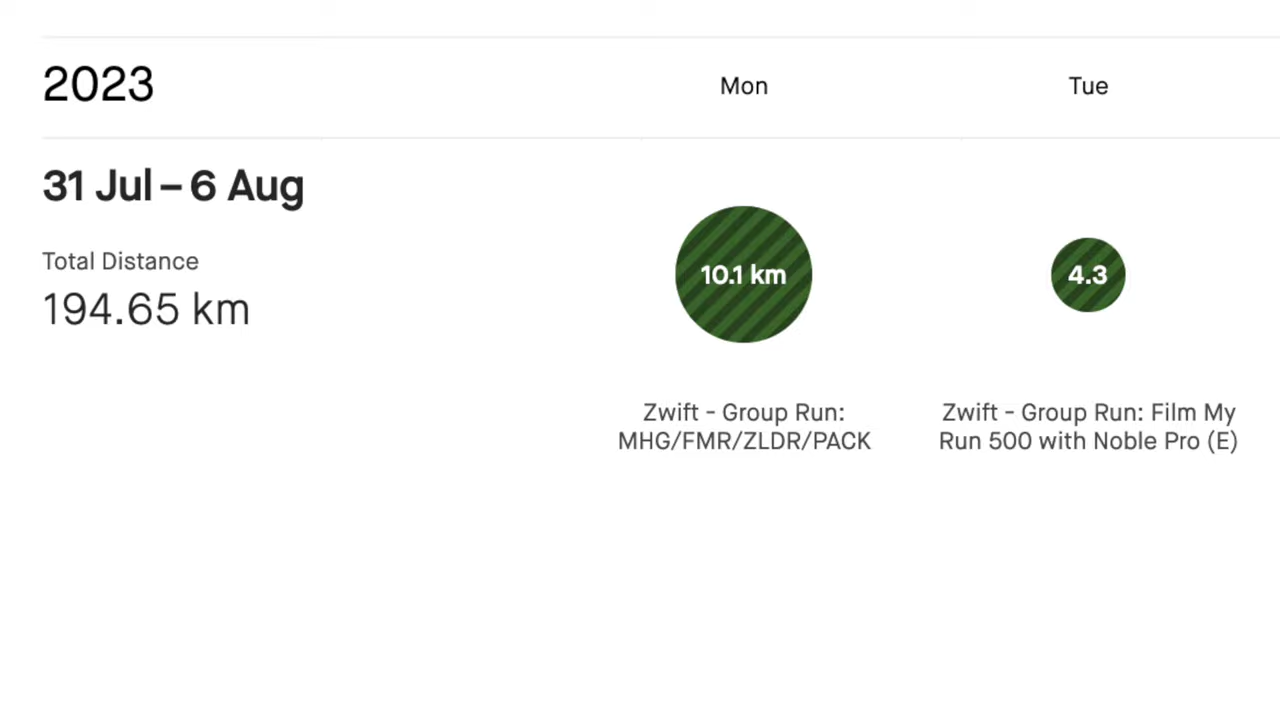 2023
Mon
Tue
31 Jul – 6 Aug
Total Distance
194.65 km
10.1 km
4.3
Zwift - Group Run:
MHG/FMR/ZLDR/PACK
Zwift - Group Run: Film My
Run 500 with Noble Pro (E)